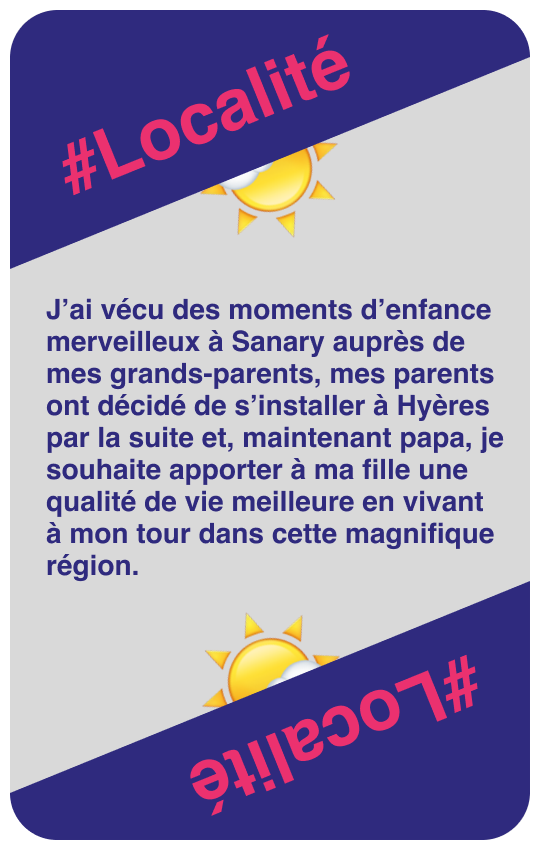 #Localité
J’ai vécu des moments d’enfance
merveilleux à Sanary auprès de
mes grands-parents, mes parents
ont décidé de s’installer à Hyères
par la suite et, maintenant papa, je
souhaite apporter à ma fille une
qualité de vie meilleure en vivant
à mon tour dans cette magnifique
région.
#Localité